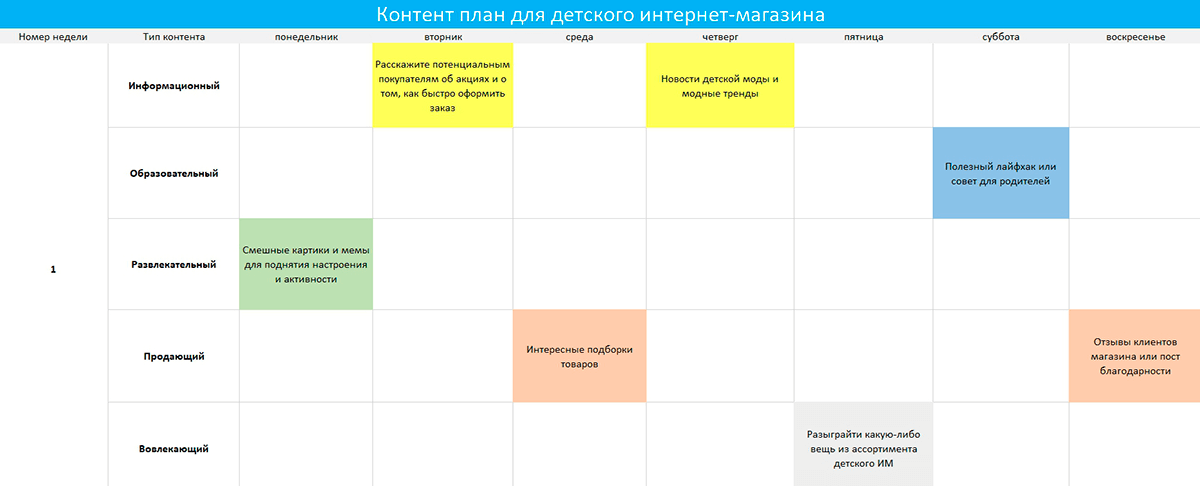 Контент план для детского интернет-магазина
Номер недели Тип контента понедельник вторник среда четверг пятница суббота воскресенье
Информационный
Расскажите потенциальным
покупателям об акциях и о
том, как быстро оформить
заказ
Новости детской моды и
модные тренды
Образовательный
Полезный лайфхак или
совет для родителей
1
Развлекательный
Смешные картики и мемы
для поднятия настроения
и активности
Продающий
Интересные подборки
товаров
Отзывы клиентов
магазина или пост
благодарности
Вовлекающий
Разыграйти какую-либо
вещь из ассортимента
детского ИМ